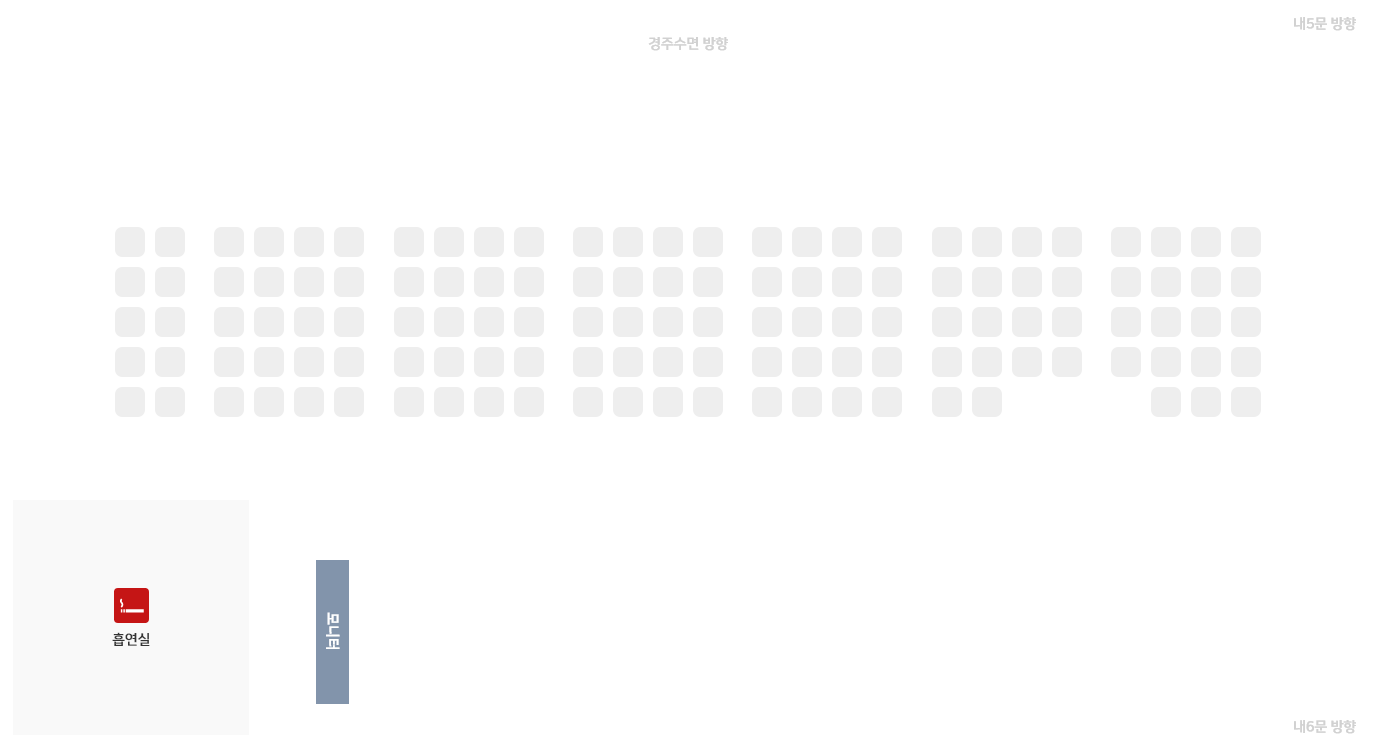 내5문 방향
경주수면 방향
흡연실
모니터
내6문 방향